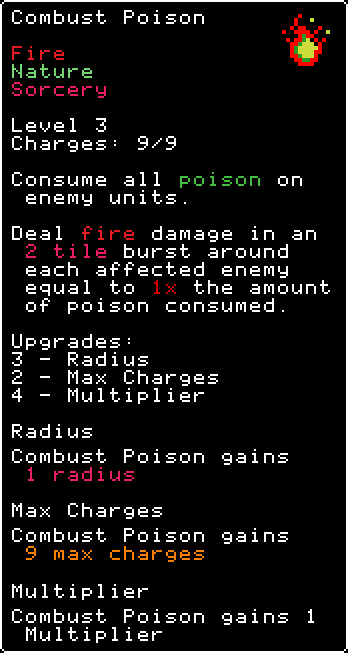 Combust Poison
Fire
Nature
Sorcery
Level 3
Charges: 9/9
Consume all poison on
enemy units.
Deal fire damage in an
2 tile burst around
each affected enemy
equal to 1x the amount
of poison consumed.
Upgrades:
3 - Radius
2 - Max Charges
4 - Multiplier
Radius
Combust Poison gains
1 radius
Max Charges
Combust Poison gains
9 max charges
Multiplier
Combust Poison gains 1
Multiplier